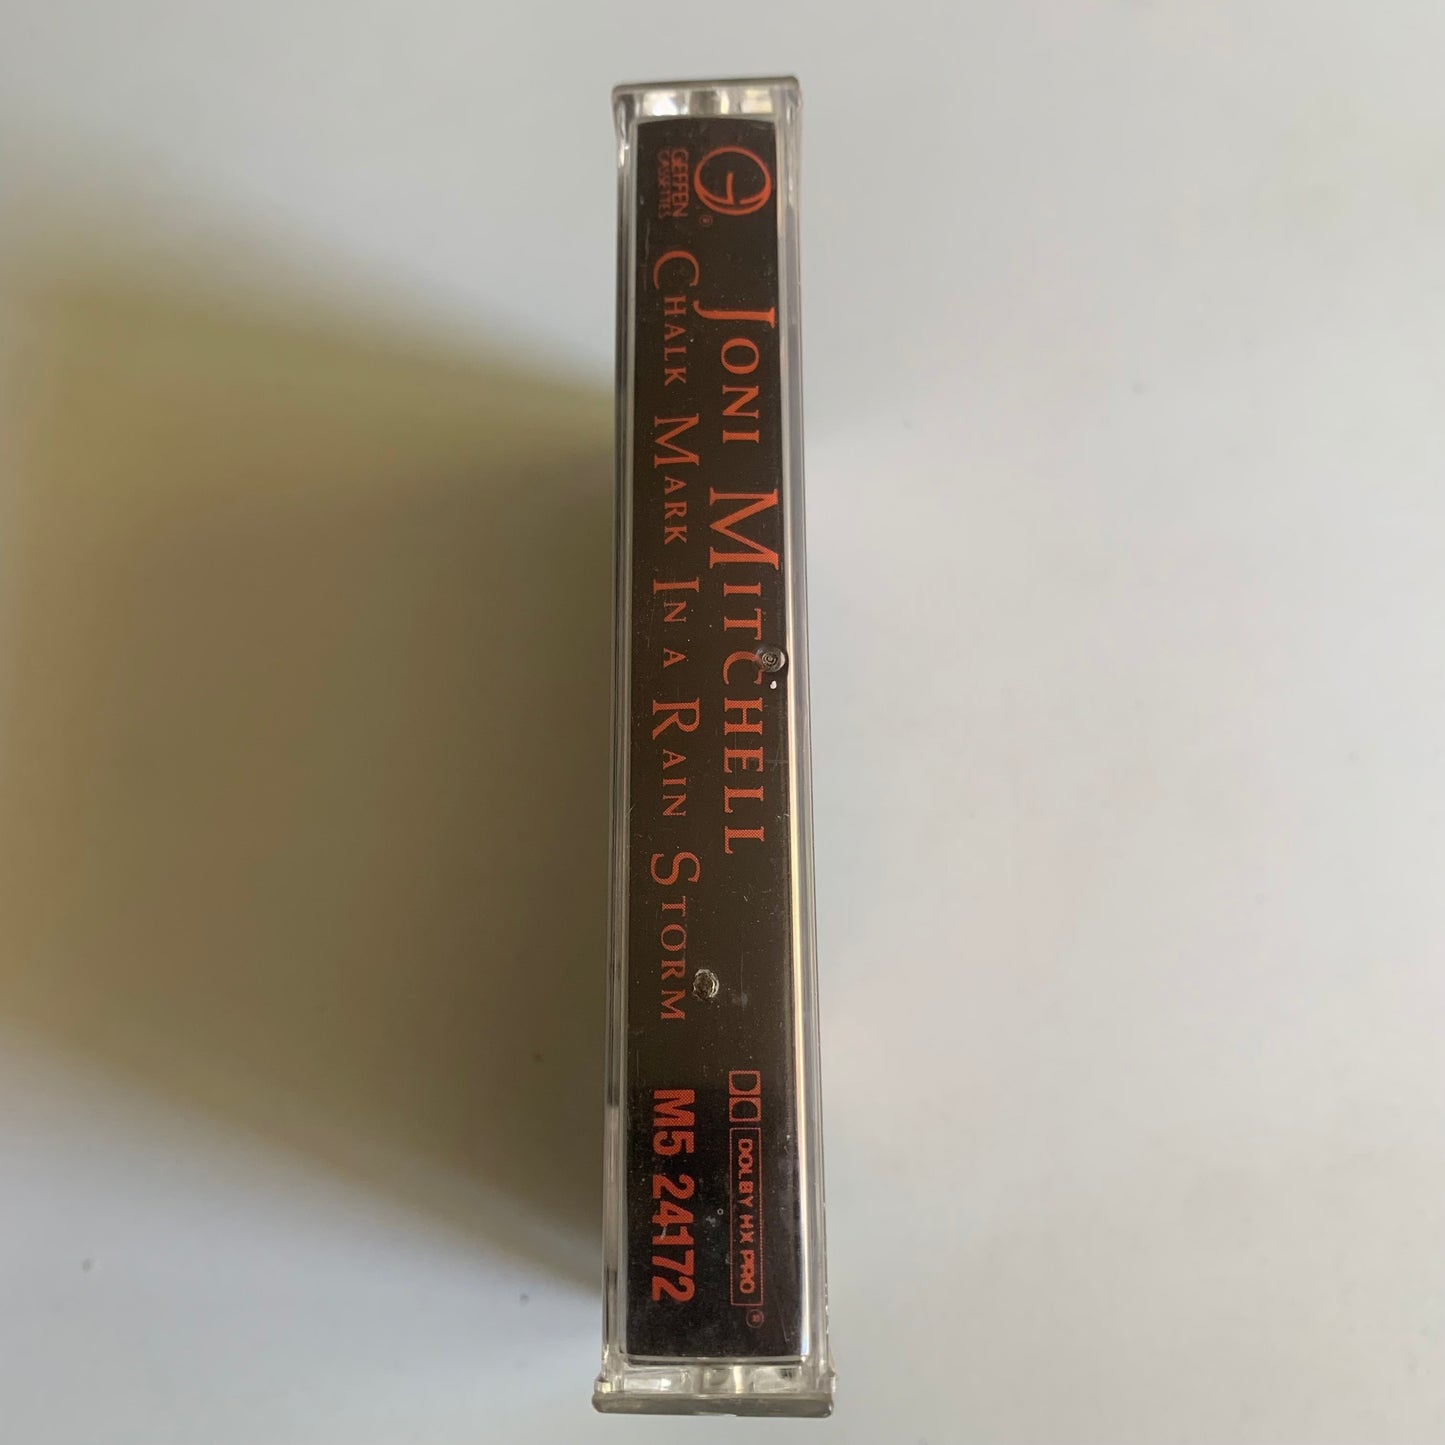 G
GEFFEN
CASSETTES
®
JONI MITCHELL
CHALK MARK IN A RAIN STORM
DOLBY HX PRO
®
M5 24172